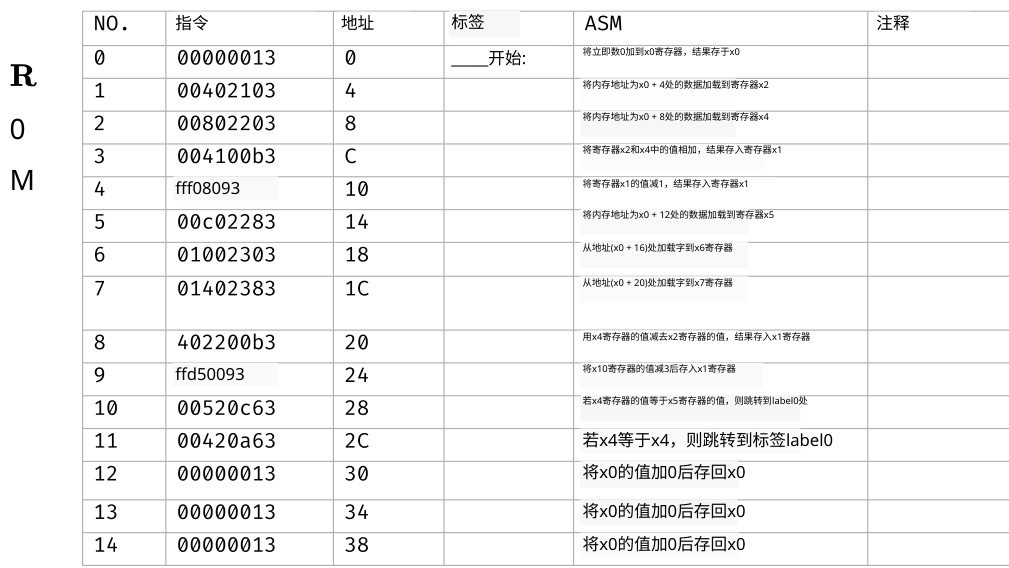 NO. 指令 地址 标签 ASM 注释
0 00000013 0 ____开始: 将立即数0加到x0寄存器，结果存于x0
R
1 00402103 4 将内存地址为x0 + 4处的数据加载到寄存器x2
2 00802203 8 将内存地址为x0 + 8处的数据加载到寄存器x4
0
3 004100b3 C 将寄存器x2和x4中的值相加，结果存入寄存器x1
4 fff08093 10 将寄存器x1的值减1，结果存入寄存器x1
M
5 00c02283 14 将内存地址为x0 + 12处的数据加载到寄存器x5
6 01002303 18 从地址(x0 + 16)处加载字到x6寄存器
7 01402383 1C 从地址(x0 + 20)处加载字到x7寄存器
8 402200b3 20 用x4寄存器的值减去x2寄存器的值，结果存入x1寄存器
9 ffd50093 24 将x10寄存器的值减3后存入x1寄存器
10 00520c63 28 若x4寄存器的值等于x5寄存器的值，则跳转到label0处
11 00420a63 2C 若x4等于x4，则跳转到标签label0
12 00000013 30 将x0的值加0后存回x0
13 00000013 34 将x0的值加0后存回x0
14 00000013 38 将x0的值加0后存回x0